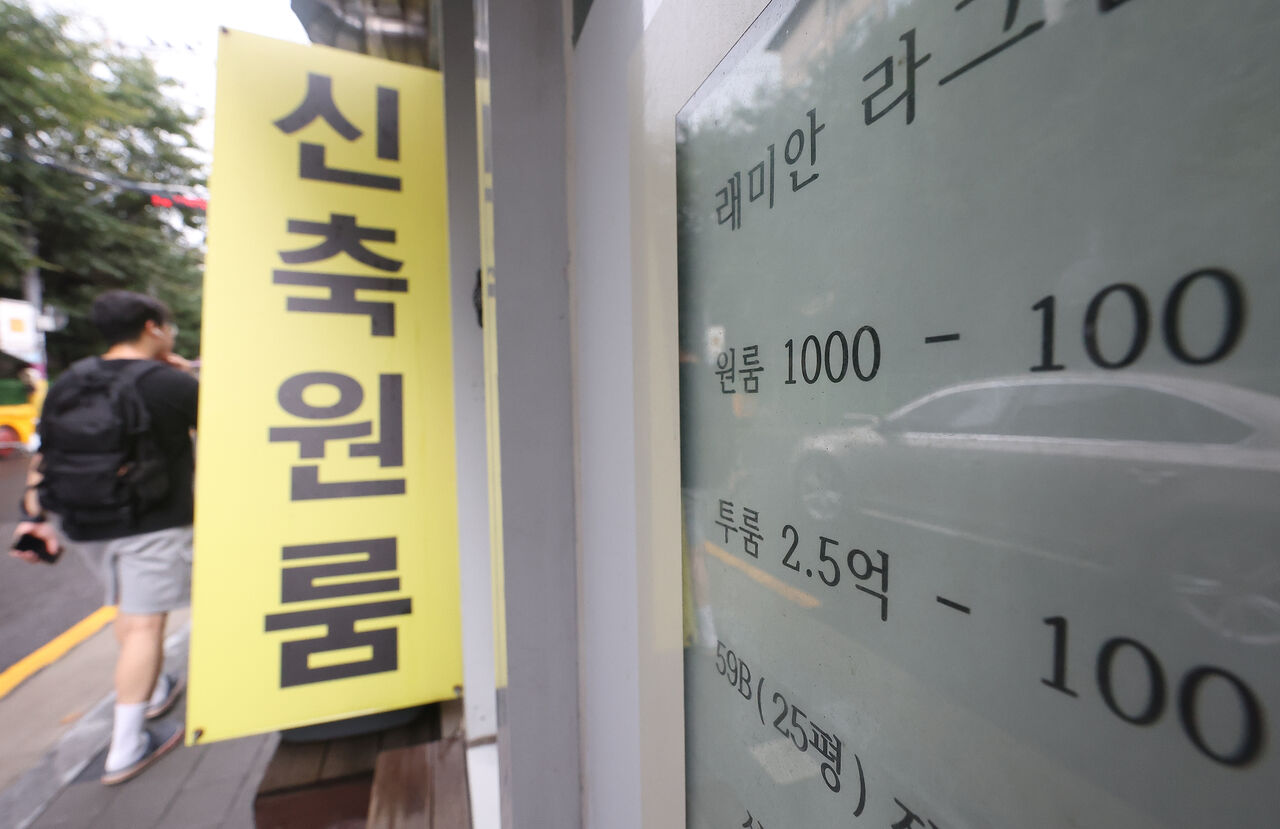 신축원룸
래미안 라그
원룸 1000 - 100
투룸 2.5억 - 100
59B(25평)